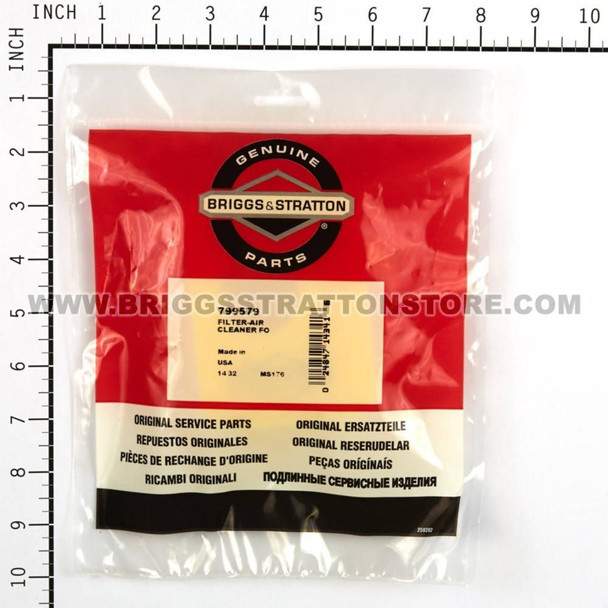 INCH 1 2 3 4 5 6 7 8 9 10
INCH
1
2
3
4
5
6
7
8
9
10
GENUINE
BRIGGS & STRATTON
®
PARTS
WWW.BRIGGSSTRATTONSTORE.COM
799579
FILTER-AIR
CLEANER FO
Made in
USA
14 32 MS176
ORIGINAL SERVICE PARTS
REPUESTOS ORIGINALES
PIÈCES DE RECHANGE D'ORIGINE
RICAMBI ORIGINALI
ORIGINAL ERSATZTEILE
ORIGINAL RESERUDELAR
PEÇAS ORÍGÍNAIS
ПОДЛИННЫЕ СЕРВИСНЫЕ ИЗДЕЛИЯ